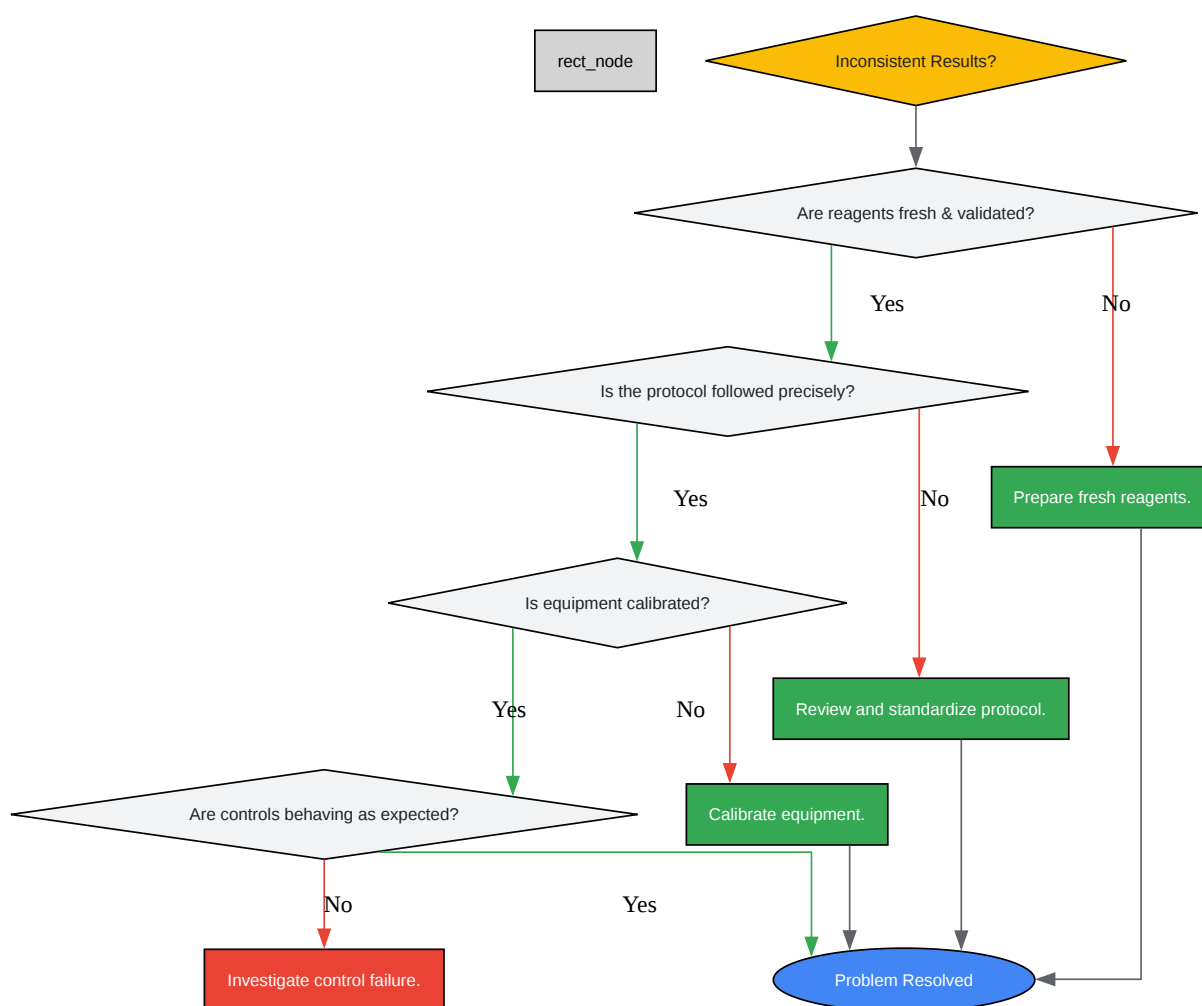 rect_node
Inconsistent Results?
Are reagents fresh & validated?
Yes
No
Is the protocol followed precisely?
Yes
No
Prepare fresh reagents.
Is equipment calibrated?
Yes
No
Review and standardize protocol.
Are controls behaving as expected?
Calibrate equipment.
No
Yes
Investigate control failure.
Problem Resolved